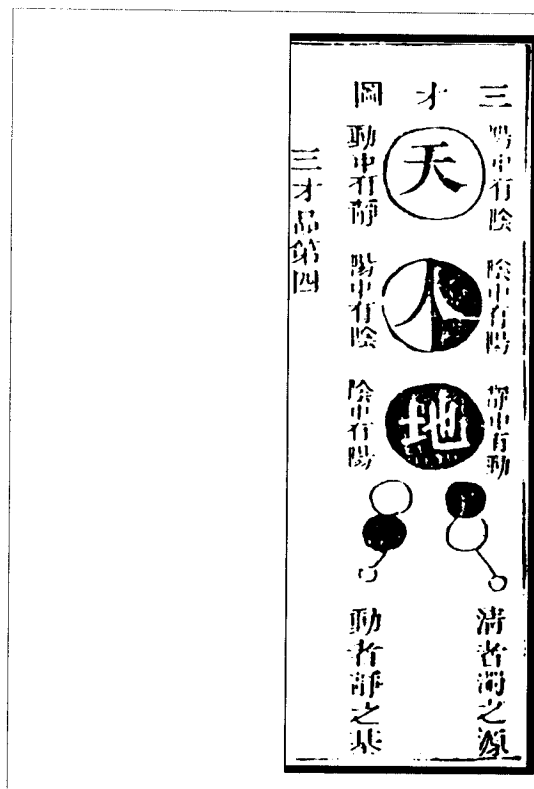 三才圖
陽中有陰
天
動中有靜
陰中有陽
人
陽中有陰
靜中有動
地
陰中有陽
清者濁之源
動者靜之基
三才品第四